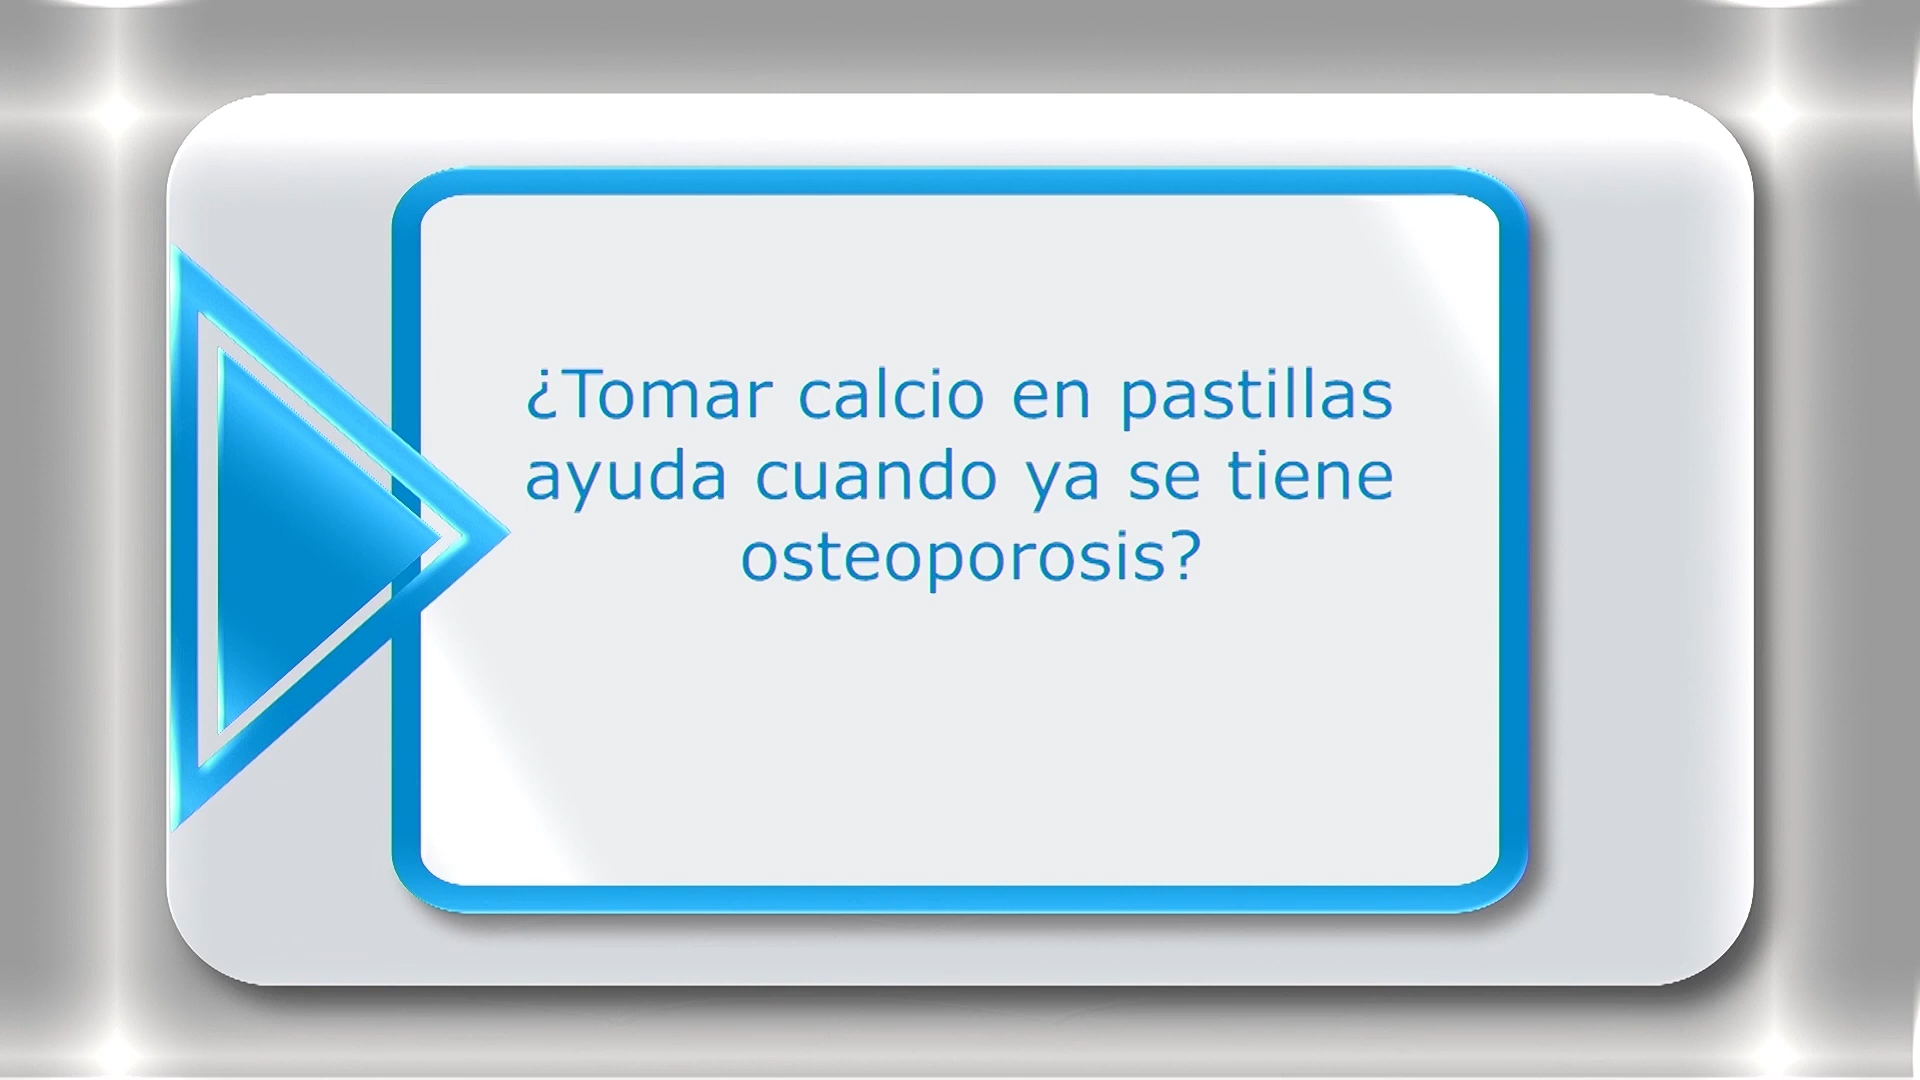 ¿Tomar calcio en pastillas
ayuda cuando ya se tiene
osteoporosis?